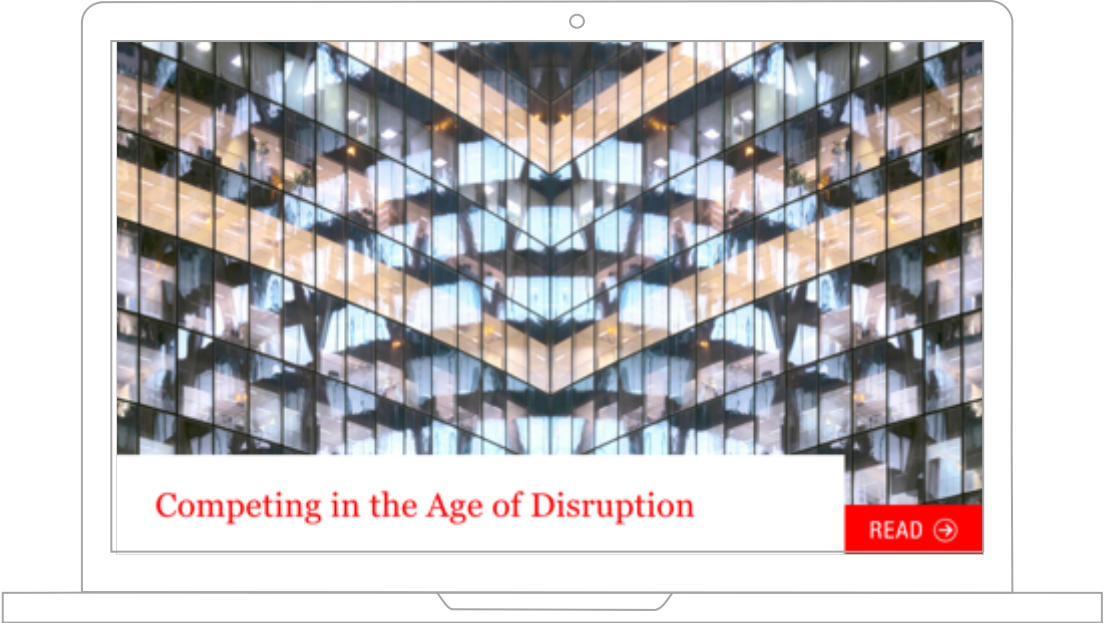 Competing in the Age of Disruption
READ